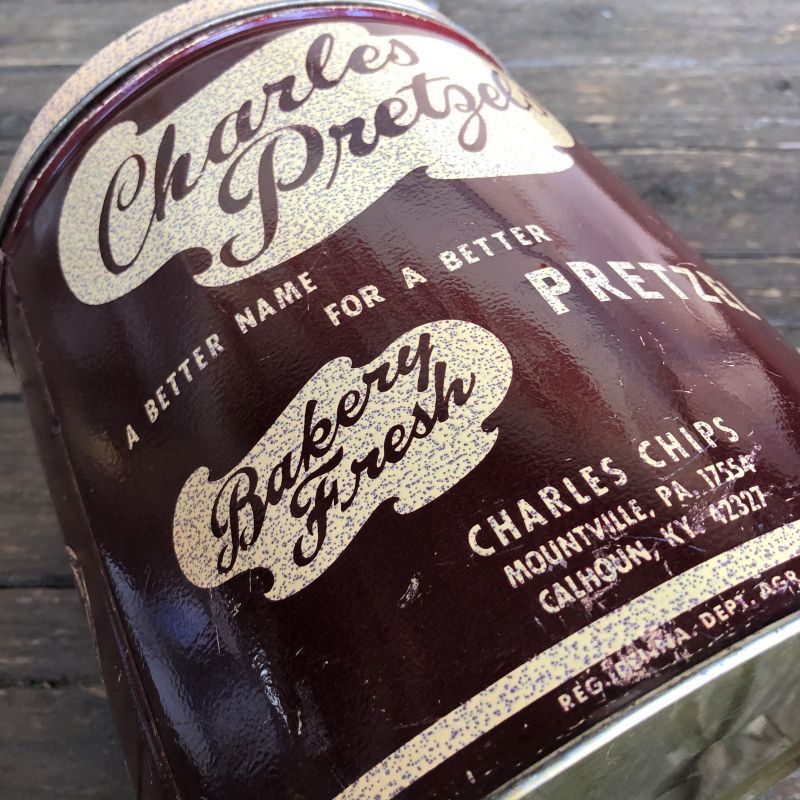 Charles
Pretzels
A BETTER NAME
FOR A BETTER
PRETZEL
Bakery
Fresh
CHARLES CHIPS
MOUNTVILLE, PA. 17554
CALHOUN, KY. 42327
REG. PA. DEPT. AGR.